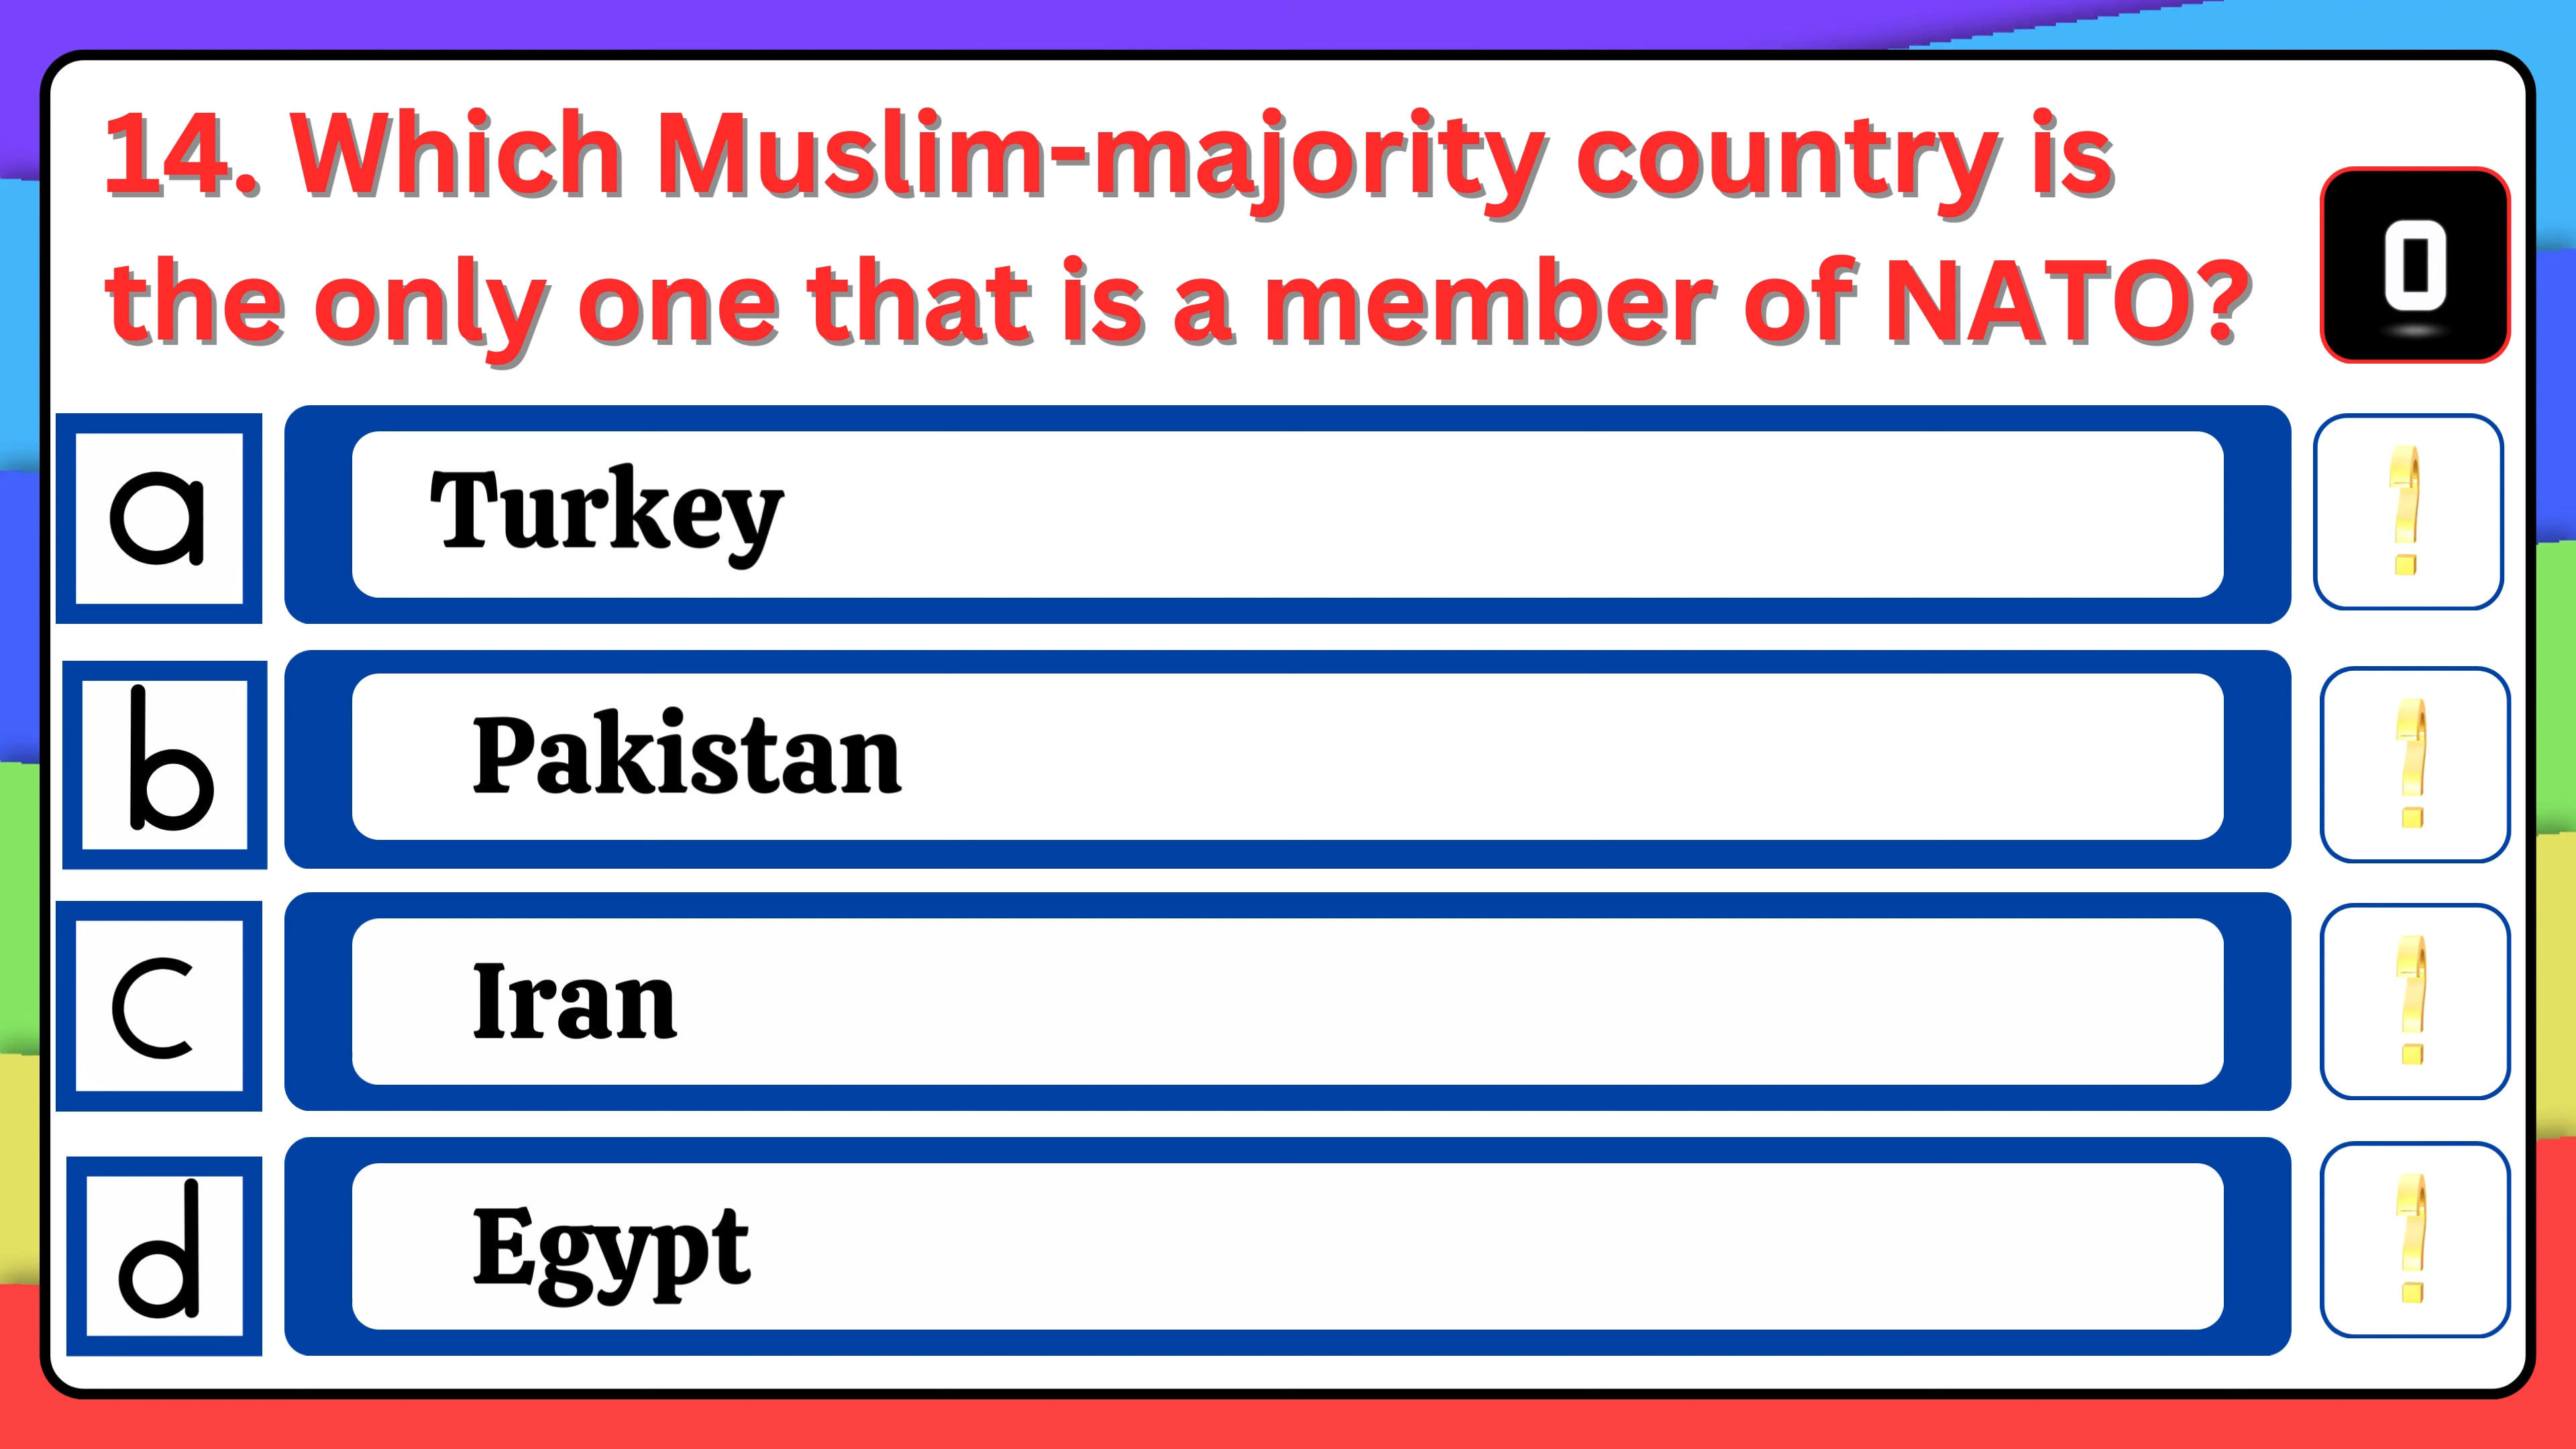 14. Which Muslim-majority country is
the only one that is a member of NATO?
0
a
Turkey
?
b
Pakistan
?
c
Iran
?
d
Egypt
?